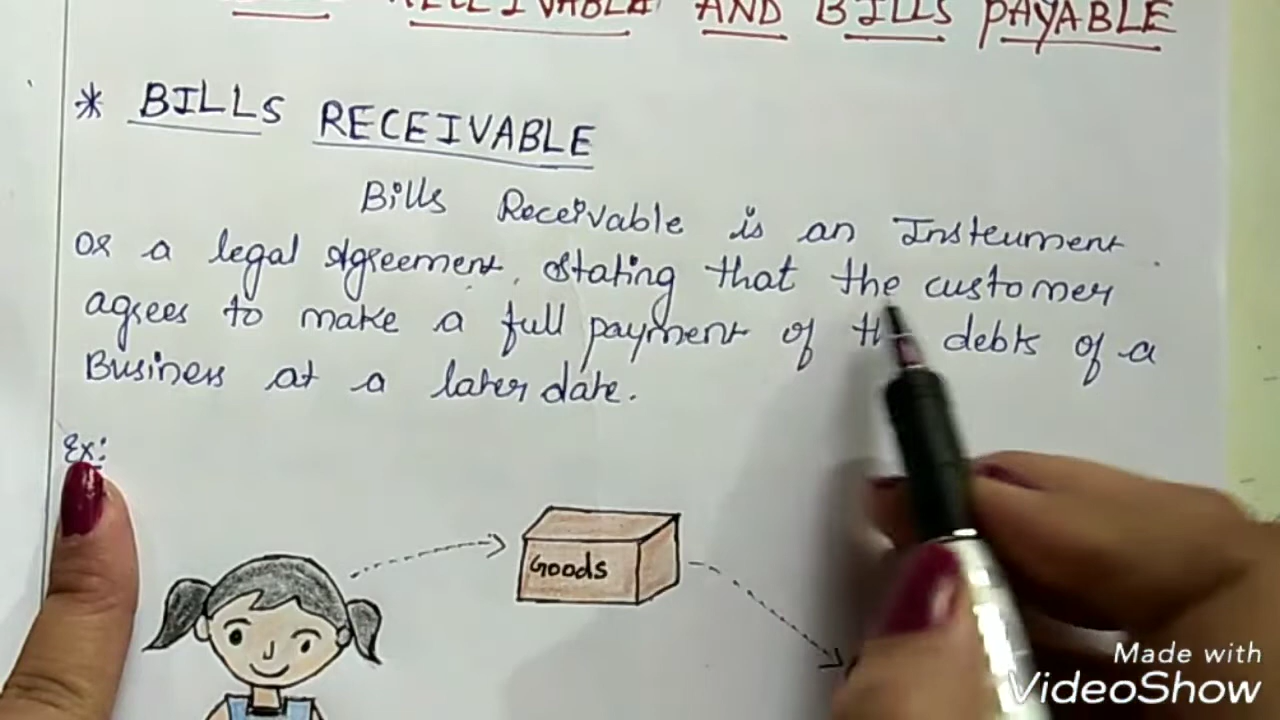 RECEIVABLE AND BILLS PAYABLE
* BILLS RECEIVABLE
Bills Receivable is an Instrument
or a legal Agreement, stating that the customer
agrees to make a full payment of the debts of a
Business at a later date.
Ex:
Goods
Made with
VideoShow